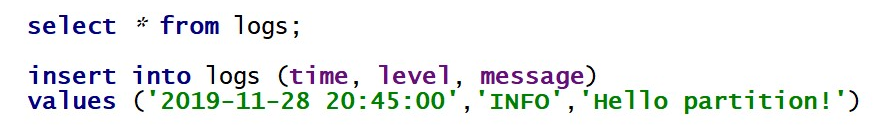 select * from logs;
insert into logs (time, level, message)
values ('2019-11-28 20:45:00','INFO','Hello partition!')